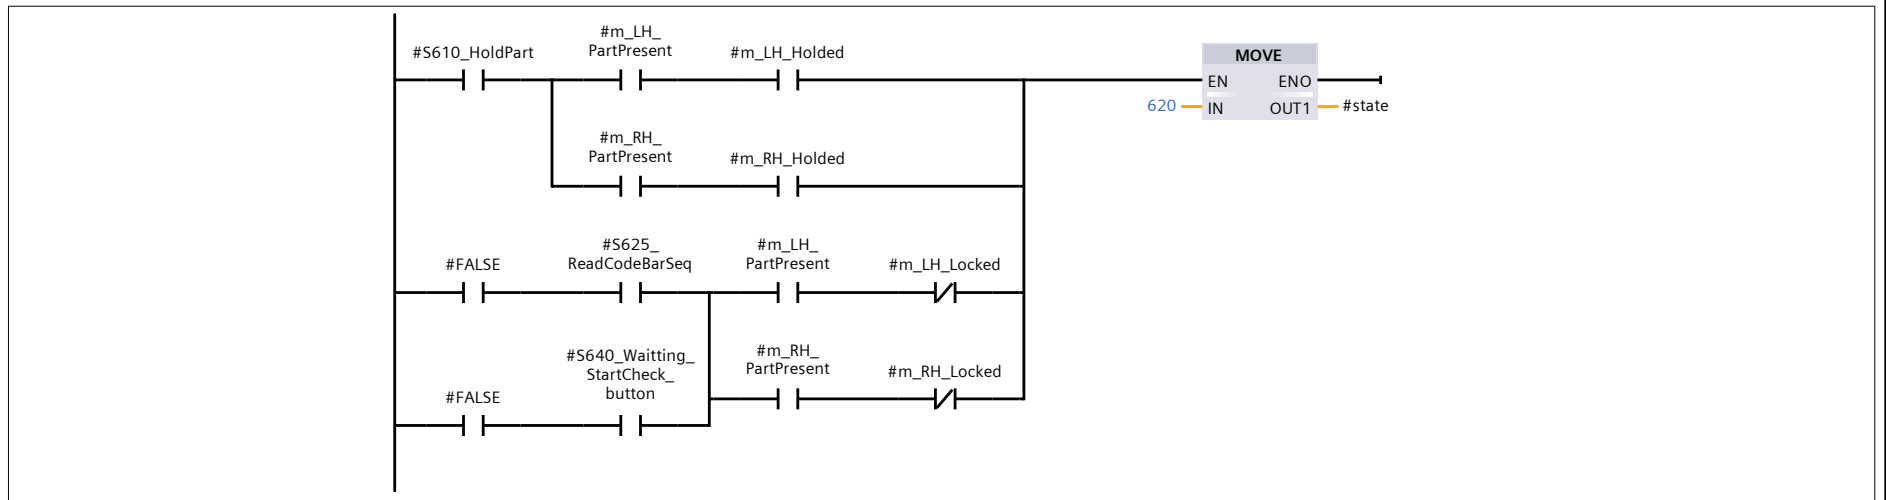 #m_LH_
#S610_HoldPart PartPresent #m_LH_Holded
MOVE
EN ENO
620 IN OUT1 #state
#m_RH_
PartPresent #m_RH_Holded
#S625_ #m_LH_
#FALSE ReadCodeBarSeq PartPresent #m_LH_Locked
#S640_Waitting_ #m_RH_
StartCheck_ PartPresent #m_RH_Locked
#FALSE button